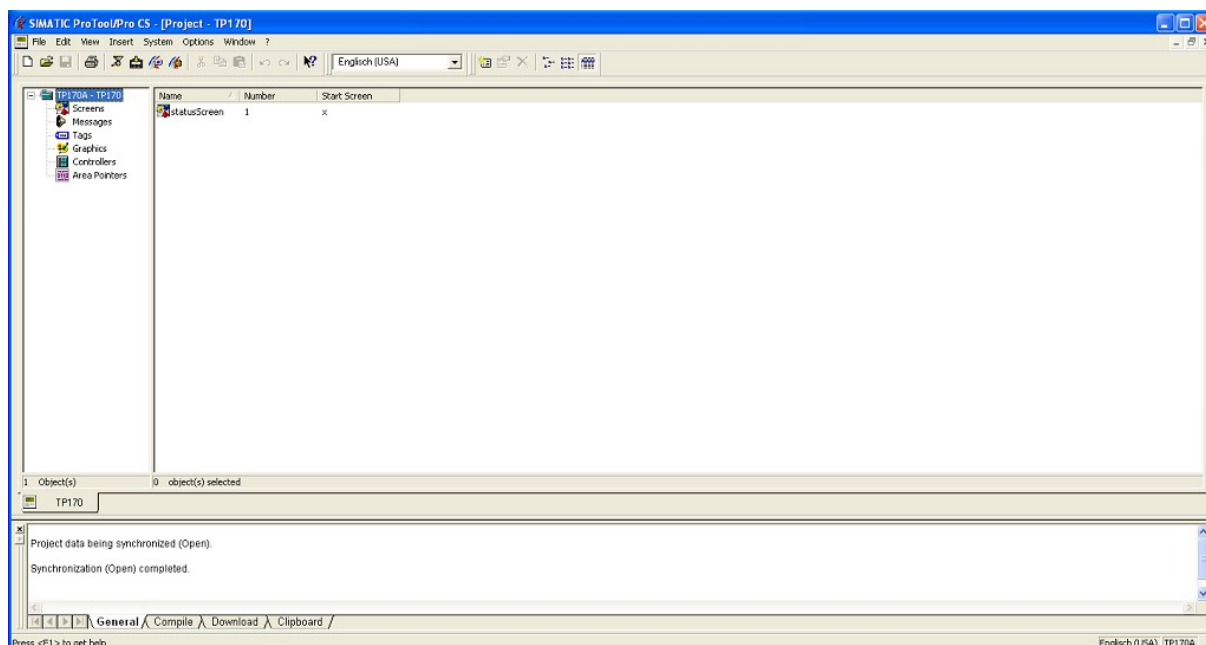 SIMATIC ProTool/Pro CS - [Project - TP170]
File Edit View Insert System Options Window ?
Englisch (USA)
TP170A - TP170
Screens
Messages
Tags
Graphics
Controllers
Area Pointers
Name Number Start Screen
statusScreen 1 x
1 Object(s) 0 object(s) selected
TP170
Project data being synchronized (Open).
Synchronization (Open) completed.
General Compile Download Clipboard
Press <F1> to get help. Englisch (USA) TP170A